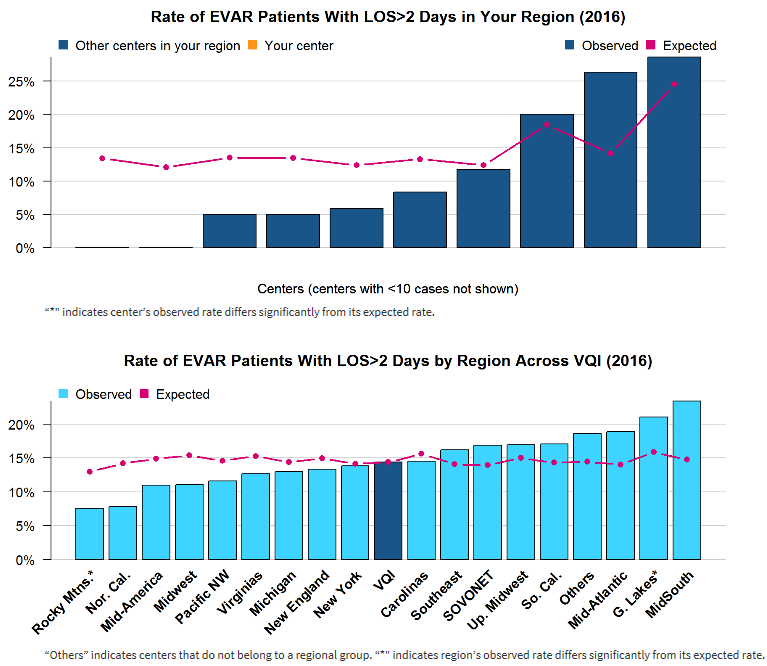 Rate of EVAR Patients With LOS>2 Days in Your Region (2016)
Other centers in your region Your center Observed Expected
25%
20%
15%
10%
5%
0%
Centers (centers with <10 cases not shown)
“*” indicates center’s observed rate differs significantly from its expected rate.
Rate of EVAR Patients With LOS>2 Days by Region Across VQI (2016)
Observed Expected
20%
15%
10%
5%
0%
Rocky Mtns.*
Nor. Cal.
Mid-America
Midwest
Pacific NW
Virginias
Michigan
New England
New York
VQI
Carolinas
Southeast
SOVONET
Up. Midwest
So. Cal.
Others
Mid-Atlantic
G. Lakes*
MidSouth
“Others” indicates centers that do not belong to a regional group. “*” indicates region’s observed rate differs significantly from its expected rate.